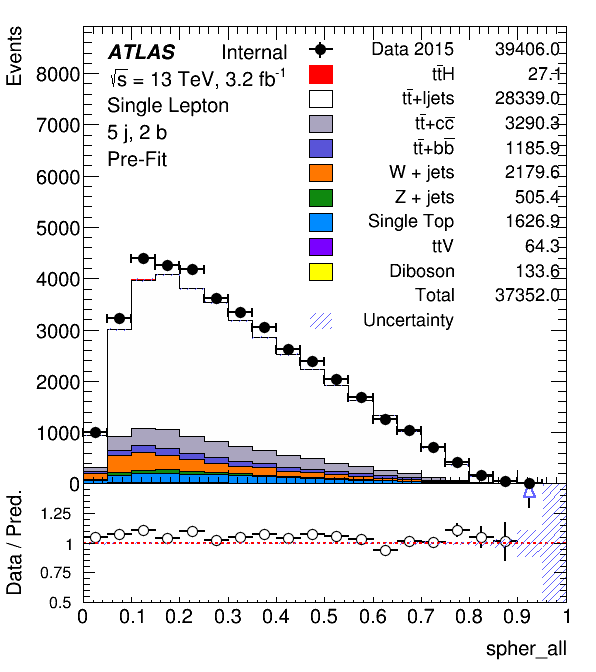 Events
ATLAS Internal
√s = 13 TeV, 3.2 fb⁻¹
Single Lepton
5 j, 2 b
Pre-Fit
Data 2015 39406.0
tt̄H 27.1
tt̄+ljets 28339.0
tt̄+cc̄ 3290.3
tt̄+bb̄ 1185.9
W + jets 2179.6
Z + jets 505.4
Single Top 1626.9
ttV 64.3
Diboson 133.6
Total 37352.0
Uncertainty
8000
7000
6000
5000
4000
3000
2000
1000
0
Data / Pred.
1.25
1
0.75
0.5
0 0.1 0.2 0.3 0.4 0.5 0.6 0.7 0.8 0.9 1
spher_all